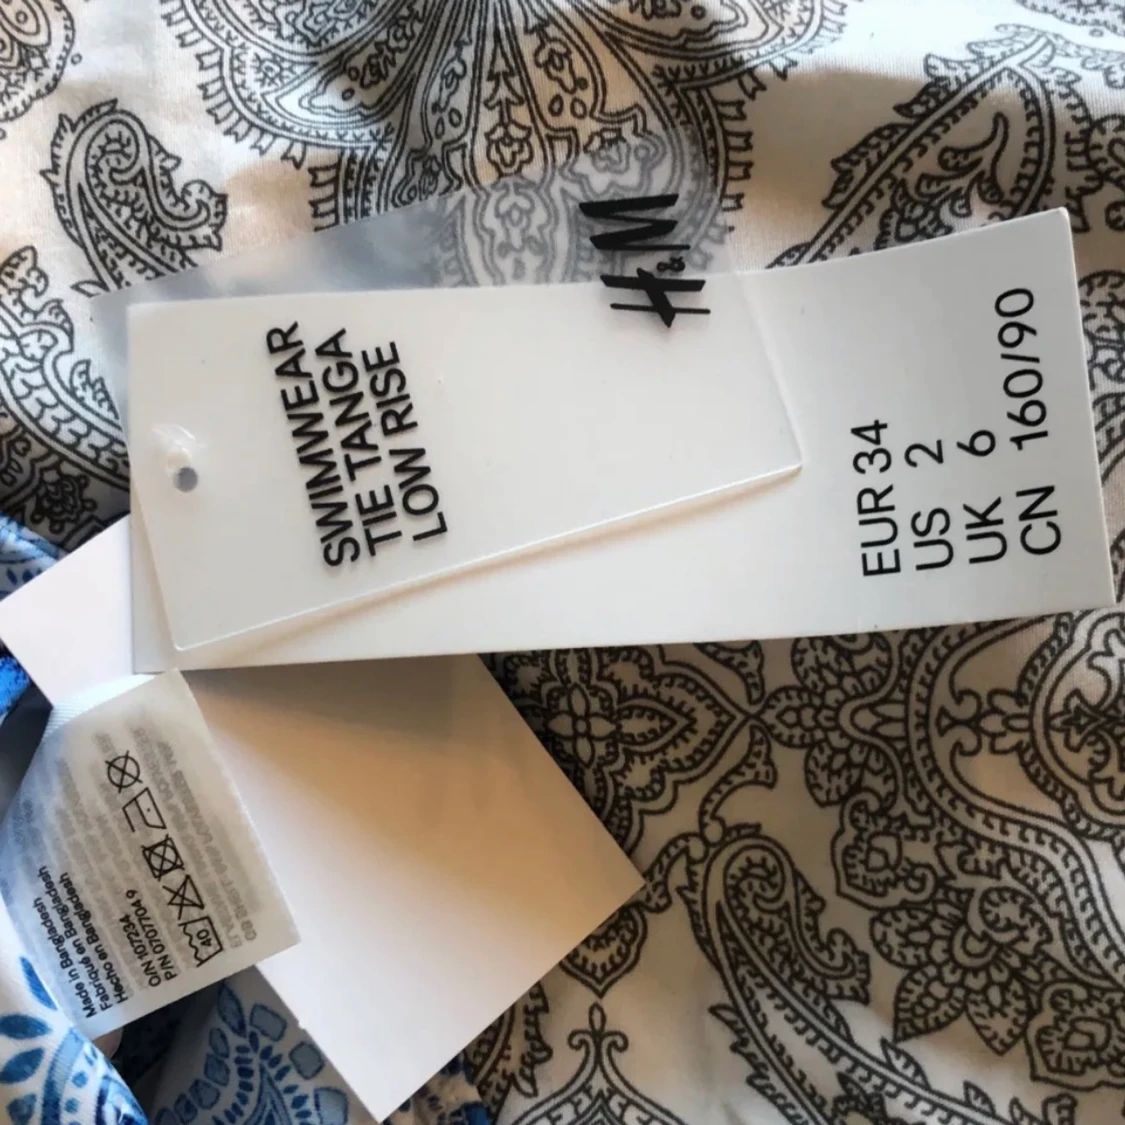 H&M
SWIMWEAR
TIE TANGA
LOW RISE
EUR 34
US 2
UK 6
CN 160/90
Made in Bangladesh
Fabriqué en Bangladesh
Hecho en Bangladesh
O/N 107234
P/N 0707704 9
40